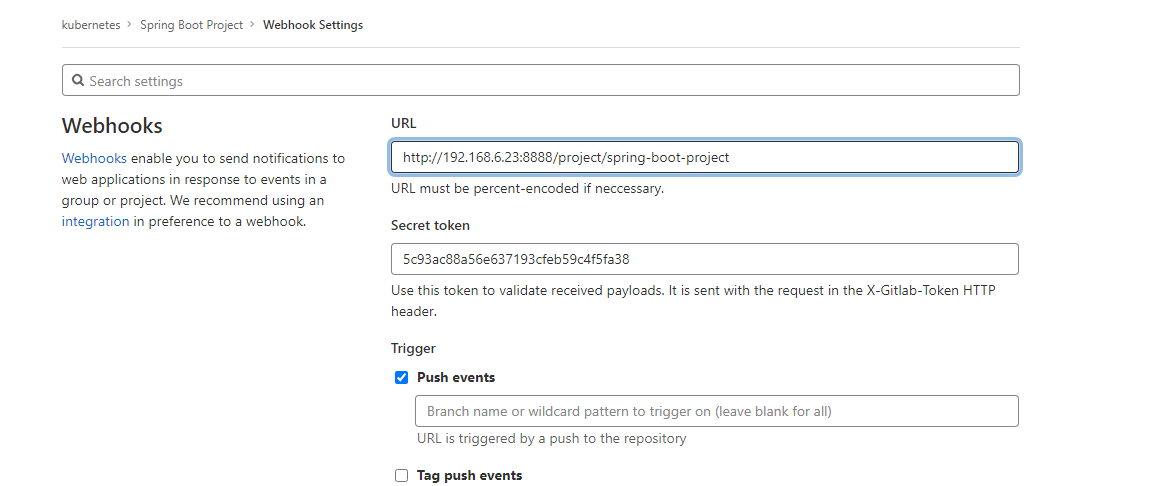 kubernetes > Spring Boot Project > Webhook Settings
Search settings
Webhooks
Webhooks enable you to send notifications to
web applications in response to events in a
group or project. We recommend using an
integration in preference to a webhook.
URL
http://192.168.6.23:8888/project/spring-boot-project
URL must be percent-encoded if neccessary.
Secret token
5c93ac88a56e637193cfeb59c4f5fa38
Use this token to validate received payloads. It is sent with the request in the X-Gitlab-Token HTTP
header.
Trigger
Push events
Branch name or wildcard pattern to trigger on (leave blank for all)
URL is triggered by a push to the repository
Tag push events